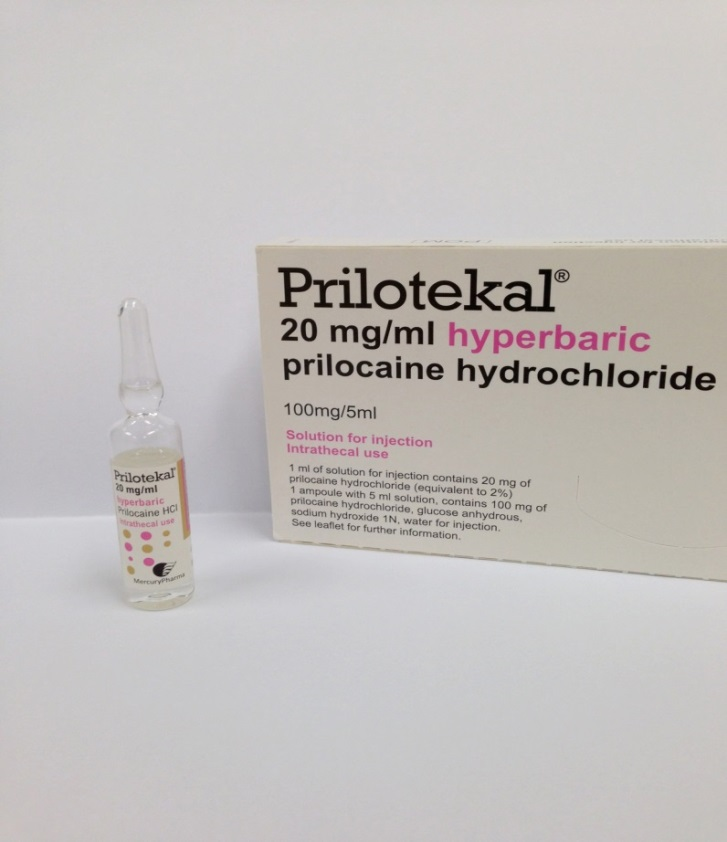 Prilotekal®
20 mg/ml hyperbaric
prilocaine hydrochloride
100mg/5ml
Solution for injection
Intrathecal use
1 ml of solution for injection contains 20 mg of
prilocaine hydrochloride (equivalent to 2%)
1 ampoule with 5 ml solution, contains 100 mg of
prilocaine hydrochloride, glucose anhydrous,
sodium hydroxide 1N, water for injection.
See leaflet for further information.
Prilotekal®
20 mg/ml
hyperbaric
Prilocaine HCl
Intrathecal use
MercuryPharma